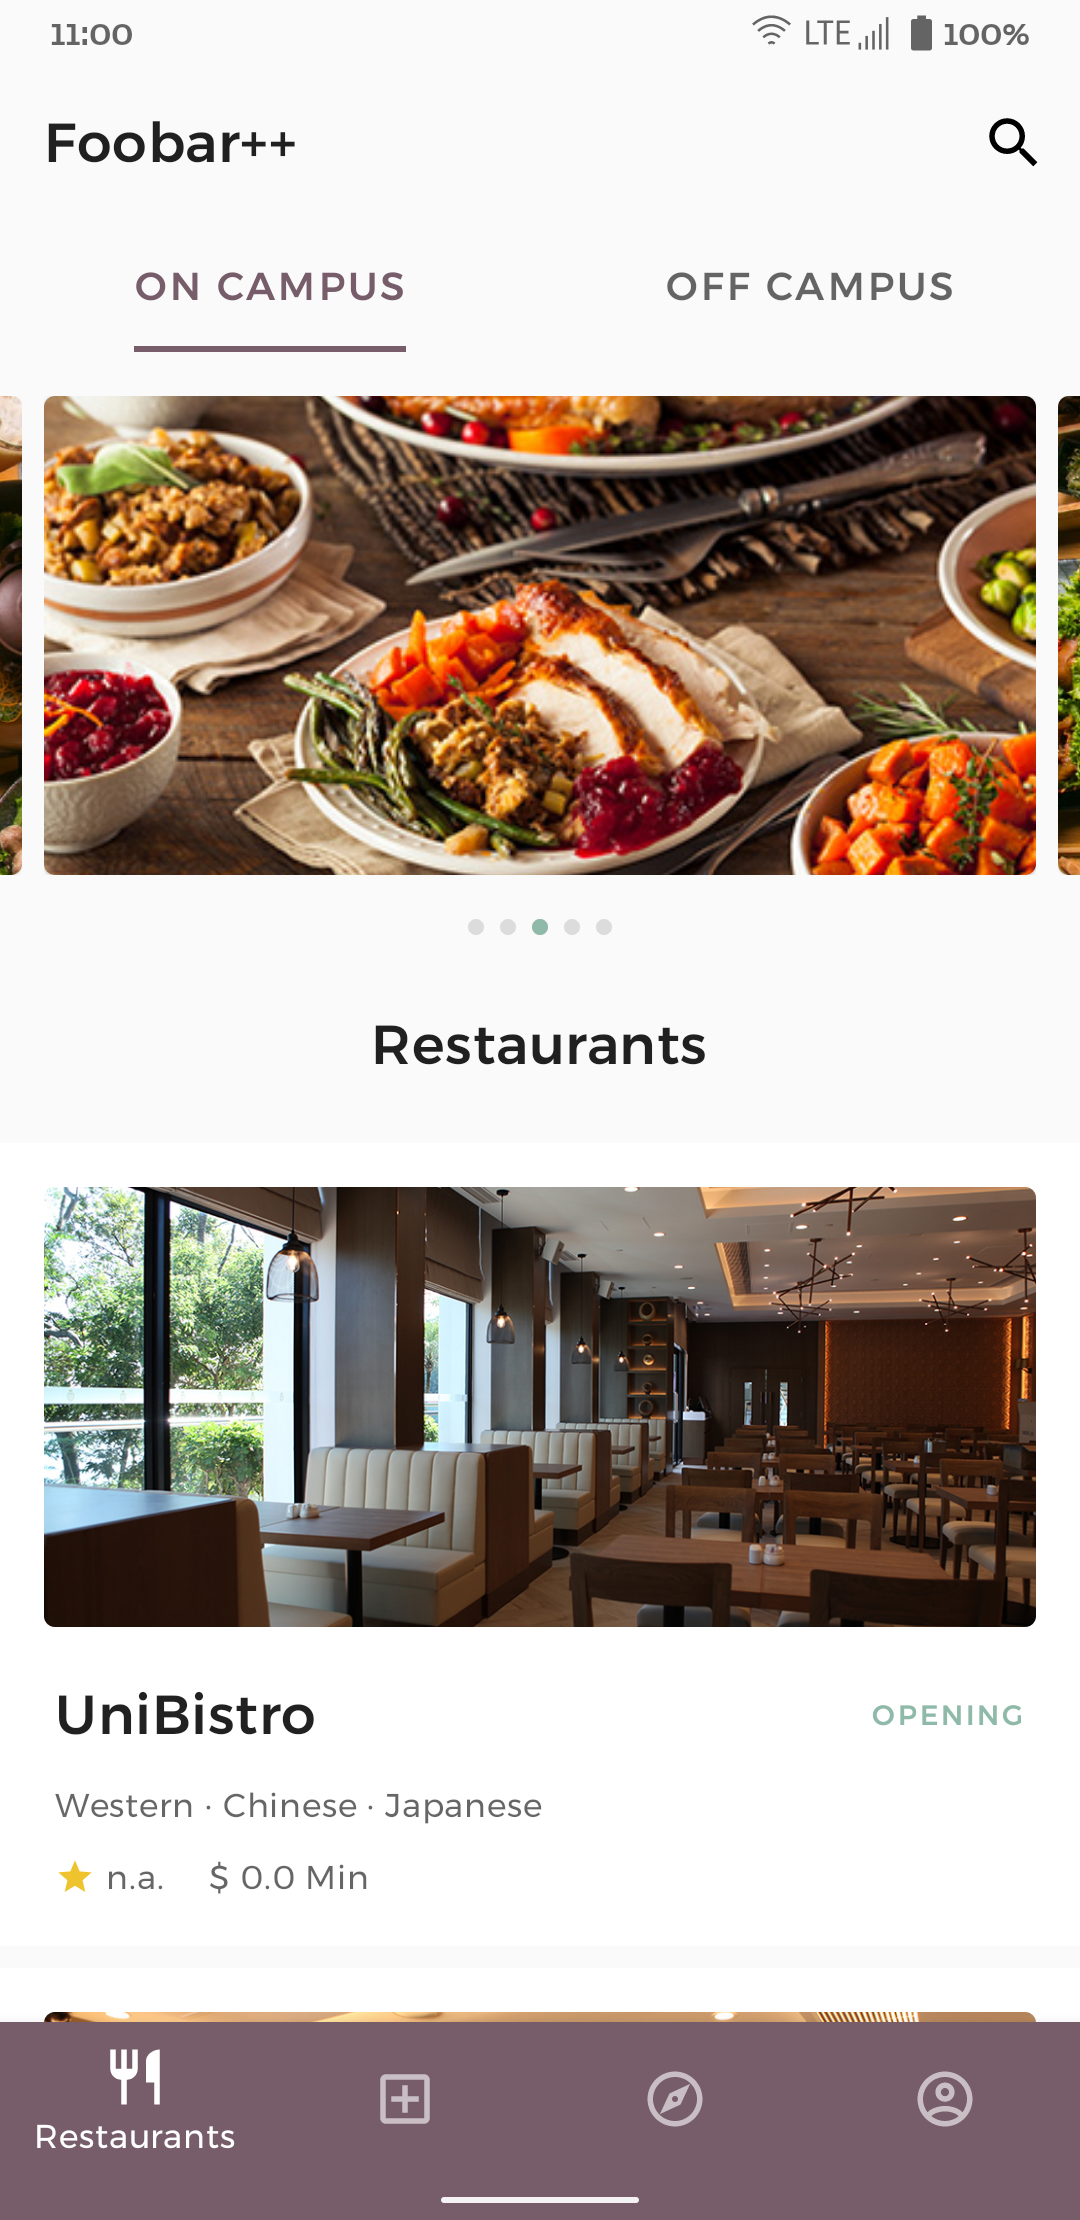 11:00 LTE 100%
Foobar++
ON CAMPUS OFF CAMPUS
Restaurants
UniBistro OPENING
Western · Chinese · Japanese
n.a. $ 0.0 Min
Restaurants